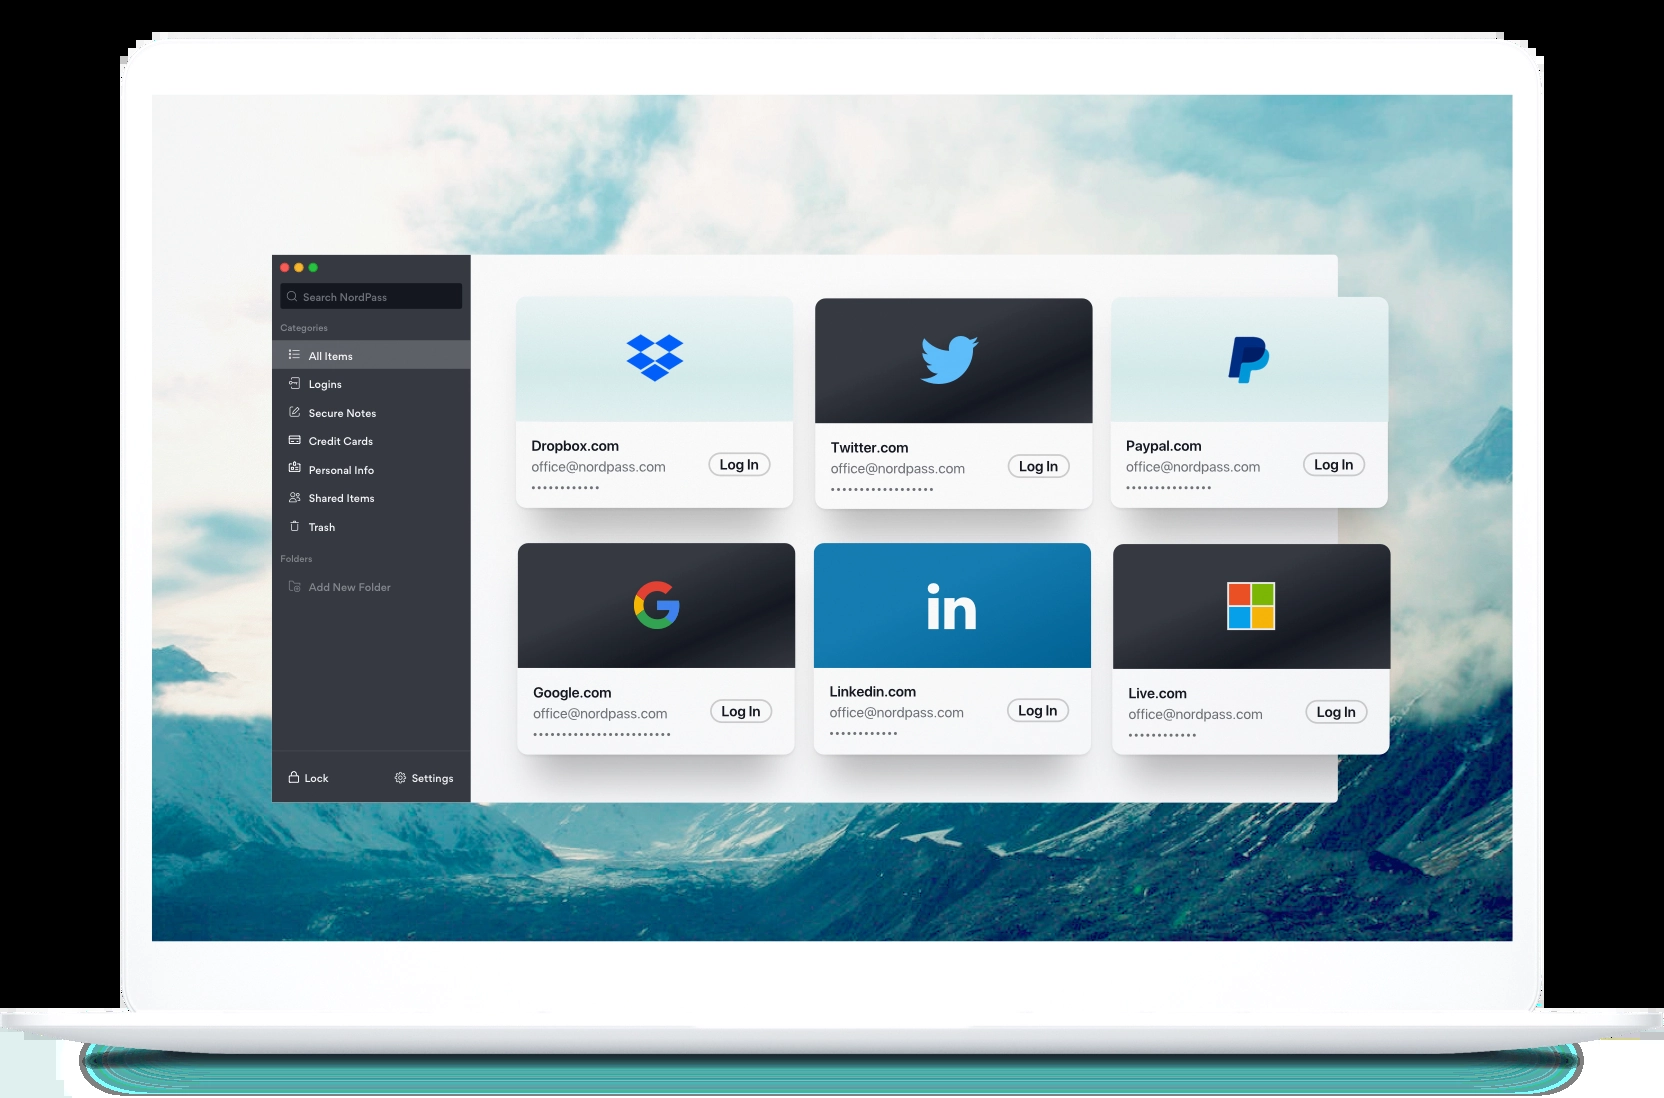 Search NordPass
Categories
All Items
Logins
Secure Notes
Credit Cards
Personal Info
Shared Items
Trash
Folders
Add New Folder
Lock
Settings
Dropbox.com
office@nordpass.com
••••••••••••
Log In
Twitter.com
office@nordpass.com
••••••••••••••••••
Log In
Paypal.com
office@nordpass.com
•••••••••••••••
Log In
Google.com
office@nordpass.com
••••••••••••••••••••••••
Log In
in
Linkedin.com
office@nordpass.com
••••••••••••
Log In
Live.com
office@nordpass.com
••••••••••••
Log In